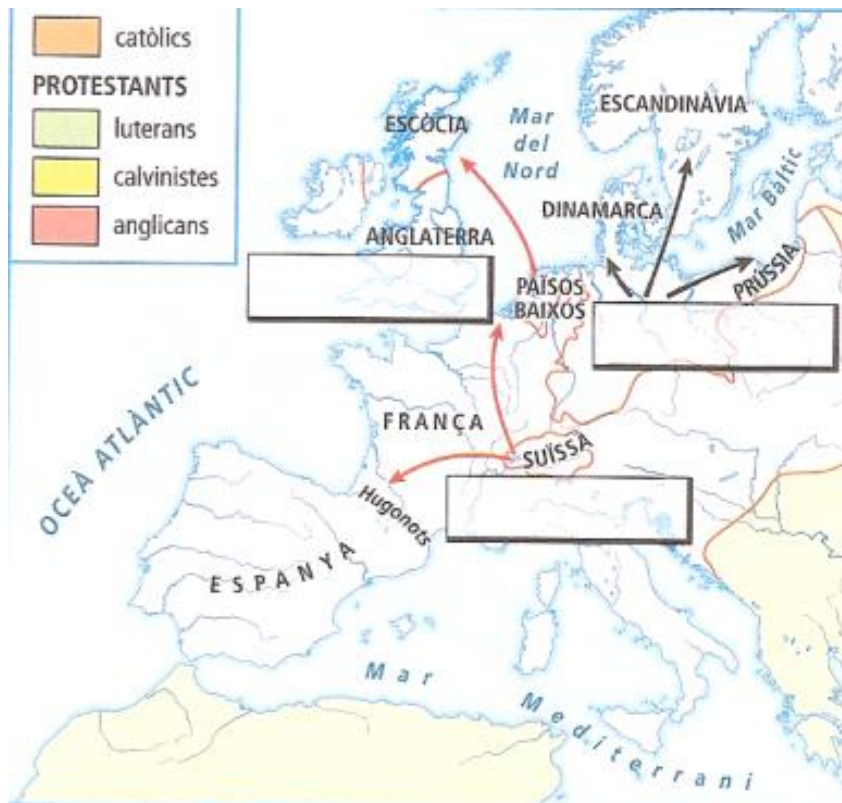 catòlics
PROTESTANTS
luterans
calvinistes
anglicans
ESCÒCIA
Mar
del
Nord
ESCANDINÀVIA
DINAMARCA
Mar Bàltic
ANGLATERRA
PRÚSSIA
PAÏSOS
BAIXOS
OCEÀ ATLÀNTIC
FRANÇA
SUÏSSA
Hugonots
ESPANYA
Mar
Mediterrani